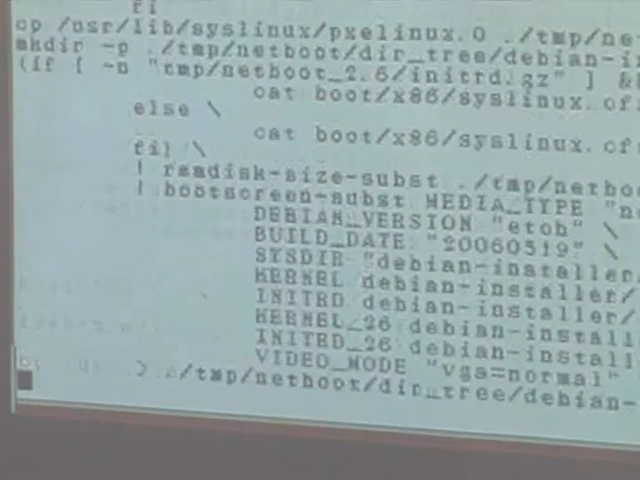 fi
cp /usr/lib/syslinux/pxelinux.0 ./tmp/ne
mkdir -p ./tmp/netboot/dir_tree/debian-i
(if [ -n "tmp/netboot_2.6/initrd.gz" ] &
cat boot/x86/syslinux.cf
else \
cat boot/x86/syslinux.cf
fi) \
| ramdisk-size-subst ./tmp/netbo
| bootscreen-subst MEDIA_TYPE "n
DEBIAN_VERSION "etch" \
BUILD_DATE "20060519" \
SYSDIR "debian-installer
KERNEL debian-installer/
INITRD debian-installer/
KERNEL_26 debian-install
INITRD_26 debian-install
VIDEO_MODE "vga=normal"
> ./tmp/netboot/dir_tree/debian-